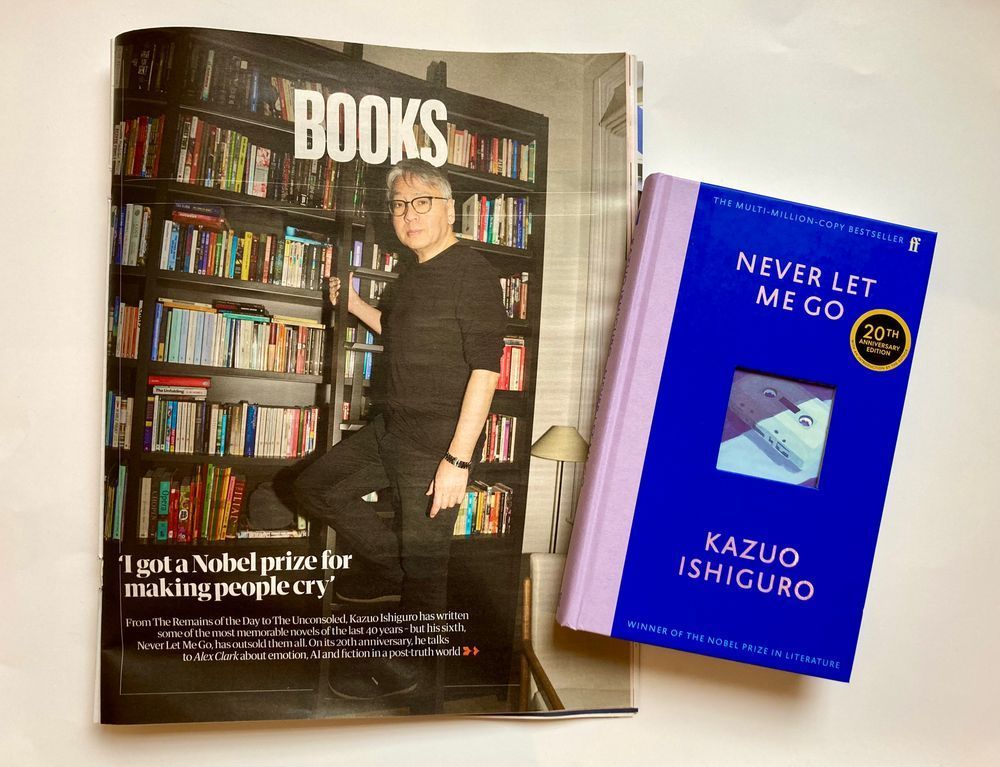 BOOKS
The Unfolding
'I got a Nobel prize for
making people cry'
From The Remains of the Day to The Unconsoled, Kazuo Ishiguro has written
some of the most memorable novels of the last 40 years – but his sixth,
Never Let Me Go, has outsold them all. On its 20th anniversary, he talks
to Alex Clark about emotion, AI and fiction in a post-truth world
THE MULTI-MILLION-COPY BESTSELLER
ff
NEVER LET
ME GO
20TH
ANNIVERSARY
EDITION
KAZUO
ISHIGURO
WINNER OF THE NOBEL PRIZE IN LITERATURE